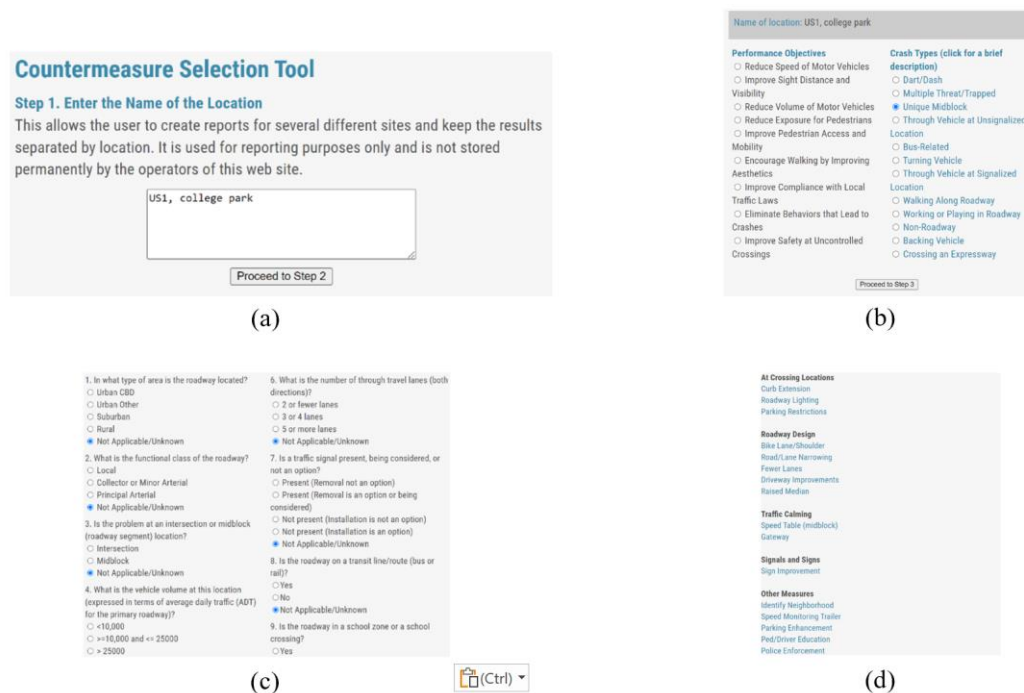 Countermeasure Selection Tool
Step 1. Enter the Name of the Location
This allows the user to create reports for several different sites and keep the results
separated by location. It is used for reporting purposes only and is not stored
permanently by the operators of this web site.
US1, college park
Proceed to Step 2
(a)
Name of location: US1, college park
Performance Objectives
Reduce Speed of Motor Vehicles
Improve Sight Distance and
Visibility
Reduce Volume of Motor Vehicles
Reduce Exposure for Pedestrians
Improve Pedestrian Access and
Mobility
Encourage Walking by Improving
Aesthetics
Improve Compliance with Local
Traffic Laws
Eliminate Behaviors that Lead to
Crashes
Improve Safety at Uncontrolled
Crossings
Crash Types (click for a brief
description)
Dart/Dash
Multiple Threat/Trapped
Unique Midblock
Through Vehicle at Unsignalized
Location
Bus-Related
Turning Vehicle
Through Vehicle at Signalized
Location
Walking Along Roadway
Working or Playing in Roadway
Non-Roadway
Backing Vehicle
Crossing an Expressway
Proceed to Step 3
(b)
1. In what type of area is the roadway located?
Urban CBD
Urban Other
Suburban
Rural
Not Applicable/Unknown
2. What is the functional class of the roadway?
Local
Collector or Minor Arterial
Principal Arterial
Not Applicable/Unknown
3. Is the problem at an intersection or midblock
(roadway segment) location?
Intersection
Midblock
Not Applicable/Unknown
4. What is the vehicle volume at this location
(expressed in terms of average daily traffic (ADT)
for the primary roadway)?
<10,000
>=10,000 and <= 25000
> 25000
6. What is the number of through travel lanes (both
directions)?
2 or fewer lanes
3 or 4 lanes
5 or more lanes
Not Applicable/Unknown
7. Is a traffic signal present, being considered, or
not an option?
Present (Removal not an option)
Present (Removal is an option or being
considered)
Not present (Installation is not an option)
Not present (Installation is an option)
Not Applicable/Unknown
8. Is the roadway on a transit line/route (bus or
rail)?
Yes
No
Not Applicable/Unknown
9. Is the roadway in a school zone or a school
crossing?
Yes
(c)
(Ctrl)
At Crossing Locations
Curb Extension
Roadway Lighting
Parking Restrictions
Roadway Design
Bike Lane/Shoulder
Road/Lane Narrowing
Fewer Lanes
Driveway Improvements
Raised Median
Traffic Calming
Speed Table (midblock)
Gateway
Signals and Signs
Sign Improvement
Other Measures
Identify Neighborhood
Speed Monitoring Trailer
Parking Enhancement
Ped/Driver Education
Police Enforcement
(d)